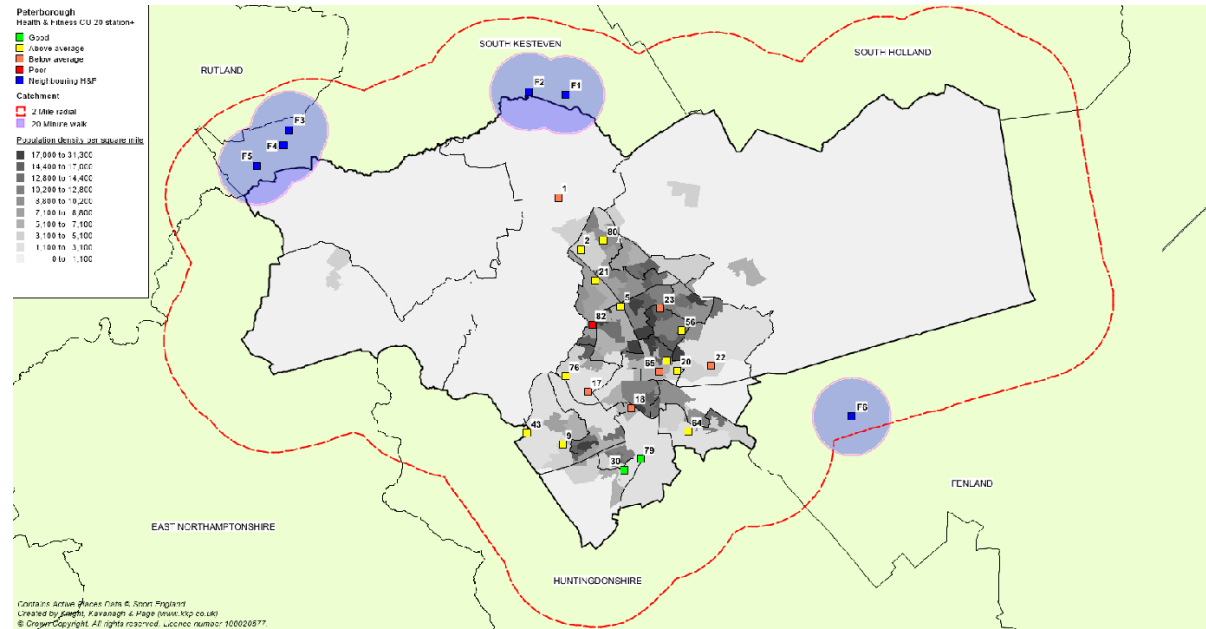 Peterborough
Health & Fitness CU 20 station+
Good
Above average
Below average
Poor
Neighbouring H&F
Catchment
2 Mile radial
20 Minute walk
Population density per square mile
17,000 to 31,300
14,400 to 17,000
12,800 to 14,400
10,200 to 12,800
8,800 to 10,200
7,100 to 8,800
5,100 to 7,100
3,100 to 5,100
1,100 to 3,100
0 to 1,100
SOUTH KESTEVEN
SOUTH HOLLAND
RUTLAND
F2
F1
F3
F4
F5
1
80
2
21
5
23
82
56
65
20
22
76
17
18
F6
43
9
64
79
30
FENLAND
EAST NORTHAMPTONSHIRE
HUNTINGDONSHIRE
Contains Active Places Data © Sport England
Created by Knight, Kavanagh & Page (www.kkp.co.uk)
© Crown Copyright. All rights reserved. Licence number 100020577.